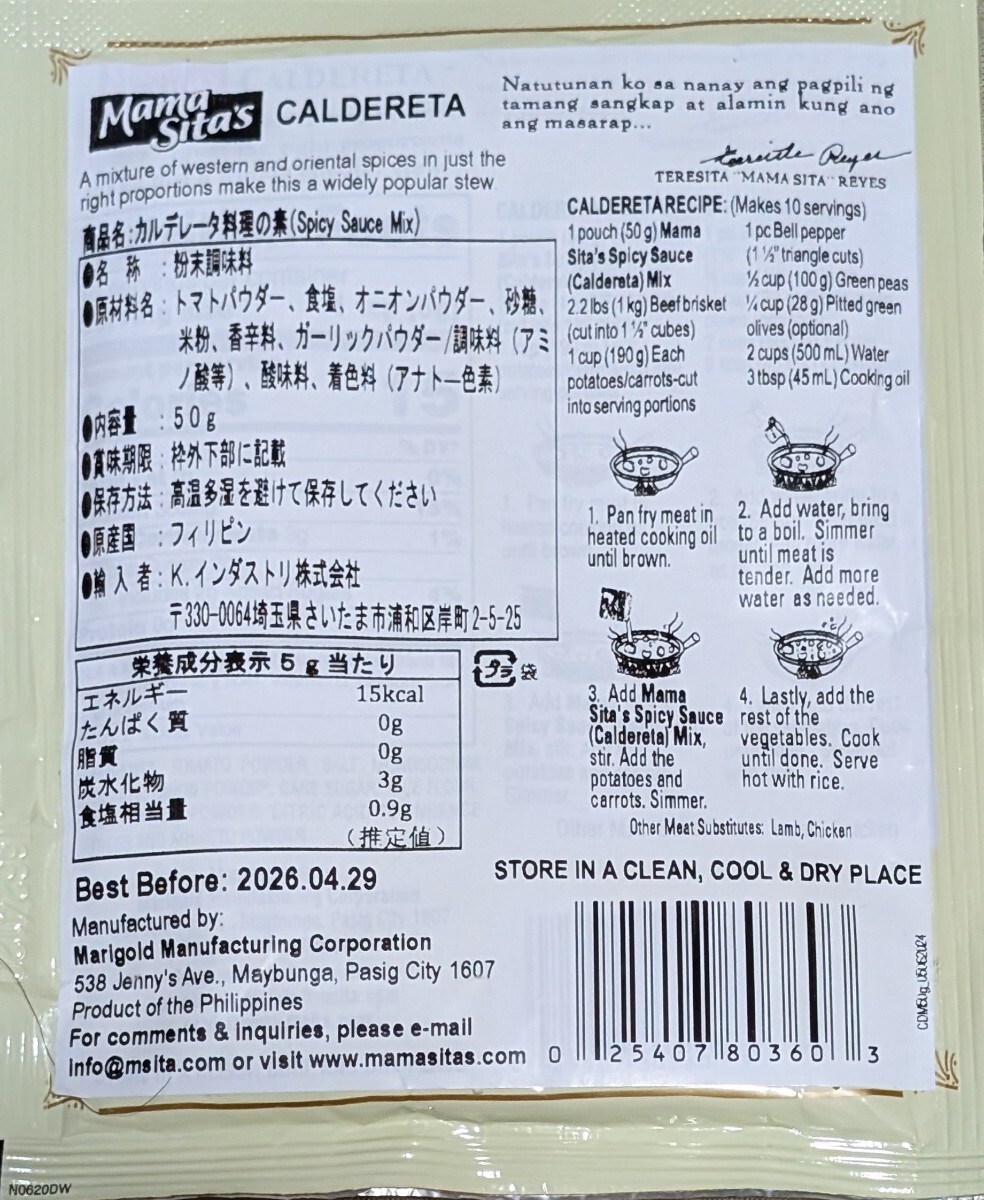 Mama Sita's CALDERETA
A mixture of western and oriental spices in just the
right proportions make this a widely popular stew
商品名:カルデレータ料理の素(Spicy Sauce Mix)
●名 称 : 粉末調味料
●原材料名 : トマトパウダー、食塩、オニオンパウダー、砂糖、
米粉、香辛料、ガーリックパウダー/調味料(アミ
ノ酸等)、酸味料、着色料(アナトー色素)
●内容量 : 50g
●賞味期限 : 枠外下部に記載
●保存方法 : 高温多湿を避けて保存してください
●原産国 : フィリピン
●輸入者 : K.インダストリ株式会社
〒330-0064埼玉県さいたま市浦和区岸町2-5-25
栄養成分表示 5g当たり
エネルギー 15kcal
たんぱく質 0g
脂質 0g
炭水化物 3g
食塩相当量 0.9g
(推定値)
プラ 袋
Best Before: 2026.04.29
Manufactured by:
Marigold Manufacturing Corporation
538 Jenny's Ave., Maybunga, Pasig City 1607
Product of the Philippines
For comments & inquiries, please e-mail
info@msita.com or visit www.mamasitas.com
Natutunan ko sa nanay ang pagpili ng
tamang sangkap at alamin kung ano
ang masarap...
TERESITA "MAMA SITA" REYES
CALDERETA RECIPE: (Makes 10 servings)
1 pouch (50 g) Mama
Sita's Spicy Sauce
(Caldereta) Mix
2.2 lbs (1 kg) Beef brisket
(cut into 1 ½" cubes)
1 cup (190 g) Each
potatoes/carrots-cut
into serving portions
1 pc Bell pepper
(1 ½" triangle cuts)
½ cup (100 g) Green peas
¼ cup (28 g) Pitted green
olives (optional)
2 cups (500 mL) Water
3 tbsp (45 mL) Cooking oil
1. Pan fry meat in
heated cooking oil
until brown.
2. Add water, bring
to a boil. Simmer
until meat is
tender. Add more
water as needed.
3. Add Mama
Sita's Spicy Sauce
(Caldereta) Mix,
stir. Add the
potatoes and
carrots. Simmer.
4. Lastly, add the
rest of the
vegetables. Cook
until done. Serve
hot with rice.
Other Meat Substitutes: Lamb, Chicken
STORE IN A CLEAN, COOL & DRY PLACE
0 25407 80360 3
N0620DW